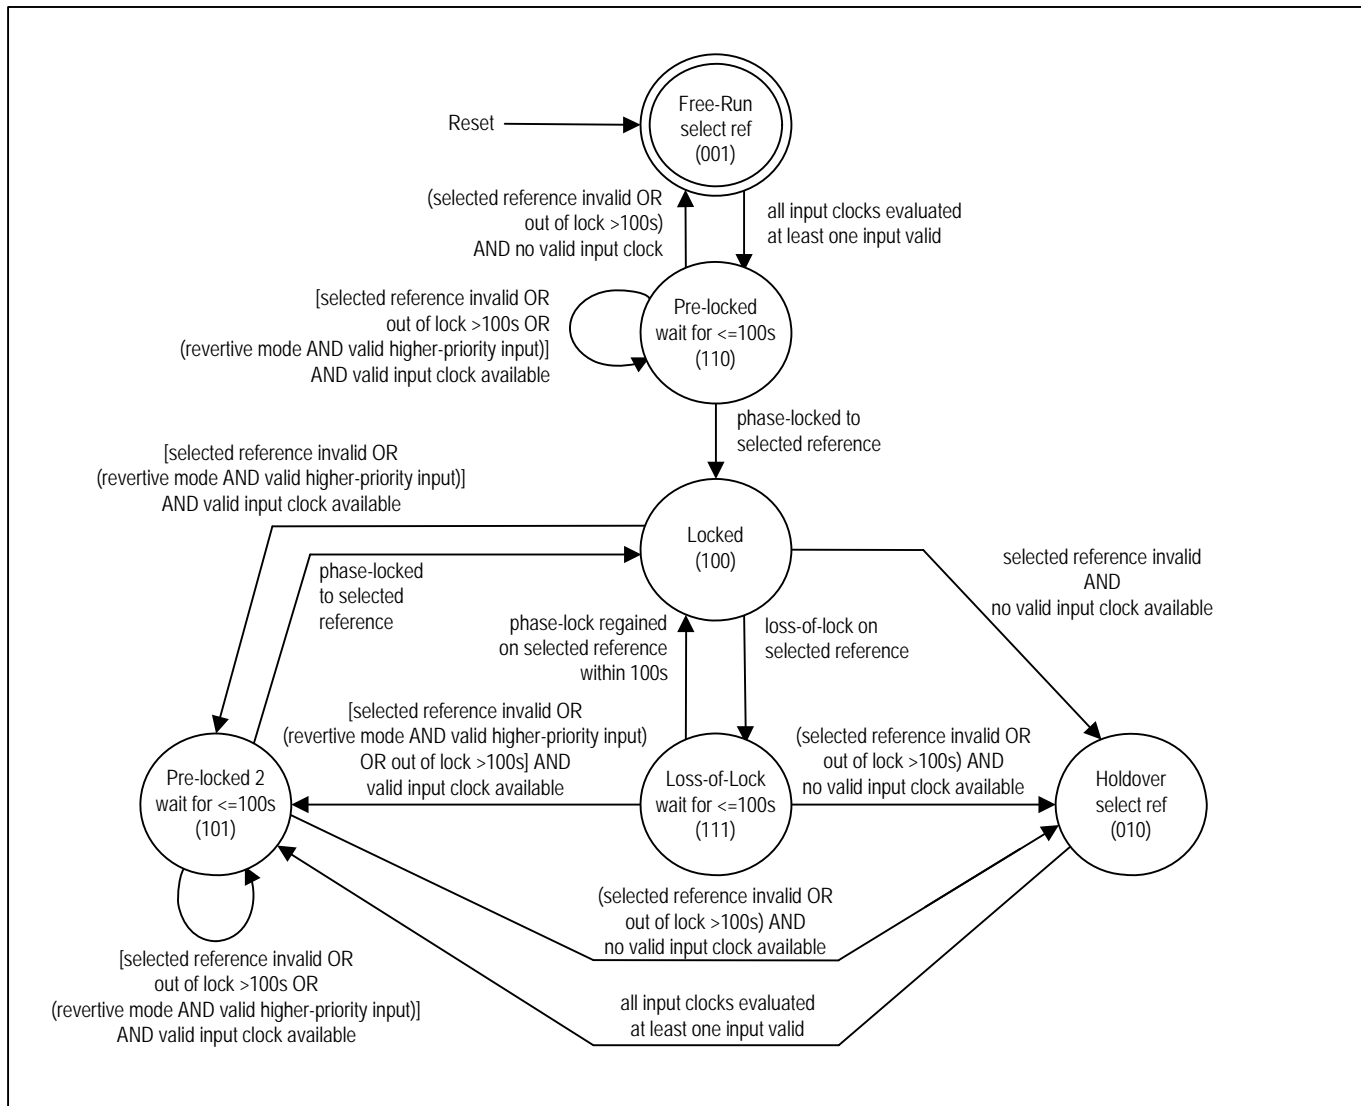 Free-Run
select ref
(001)
Reset
(selected reference invalid OR
out of lock >100s)
AND no valid input clock
all input clocks evaluated
at least one input valid
[selected reference invalid OR
out of lock >100s OR
(revertive mode AND valid higher-priority input)]
AND valid input clock available
Pre-locked
wait for <=100s
(110)
phase-locked to
selected reference
[selected reference invalid OR
(revertive mode AND valid higher-priority input)]
AND valid input clock available
Locked
(100)
phase-locked
to selected
reference
selected reference invalid
AND
no valid input clock available
phase-lock regained
on selected reference
within 100s
loss-of-lock on
selected reference
[selected reference invalid OR
(revertive mode AND valid higher-priority input)
OR out of lock >100s] AND
valid input clock available
(selected reference invalid OR
out of lock >100s) AND
no valid input clock available
Pre-locked 2
wait for <=100s
(101)
Loss-of-Lock
wait for <=100s
(111)
Holdover
select ref
(010)
(selected reference invalid OR
out of lock >100s) AND
no valid input clock available
[selected reference invalid OR
out of lock >100s OR
(revertive mode AND valid higher-priority input)]
AND valid input clock available
all input clocks evaluated
at least one input valid